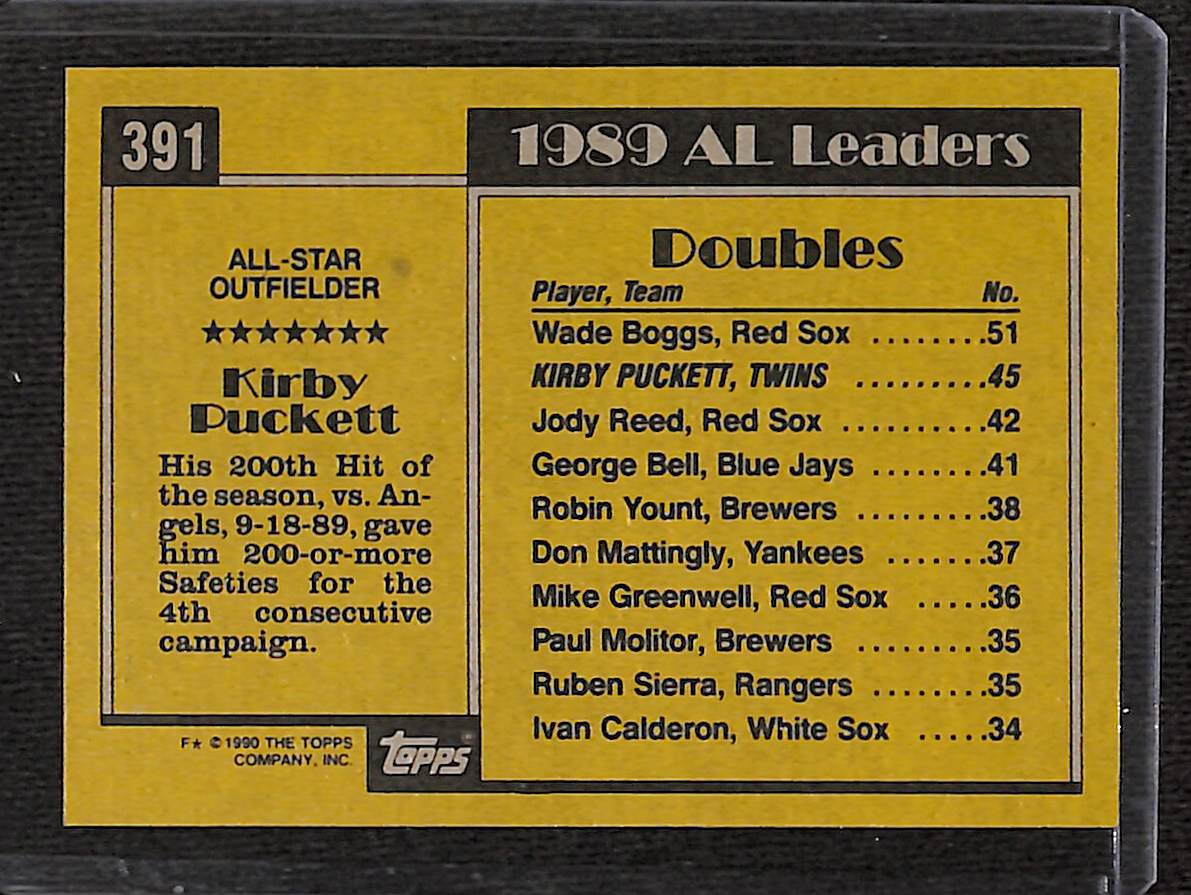 391
1989 AL Leaders
ALL-STAR
OUTFIELDER
★★★★★★★
Kirby
Puckett
His 200th Hit of
the season, vs. An-
gels, 9-18-89, gave
him 200-or-more
Safeties for the
4th consecutive
campaign.
F★ © 1990 THE TOPPS
COMPANY, INC.
Topps®
Doubles
Player, Team No.
Wade Boggs, Red Sox ........51
KIRBY PUCKETT, TWINS .........45
Jody Reed, Red Sox ..........42
George Bell, Blue Jays ........41
Robin Yount, Brewers .........38
Don Mattingly, Yankees .......37
Mike Greenwell, Red Sox .....36
Paul Molitor, Brewers .........35
Ruben Sierra, Rangers ........35
Ivan Calderon, White Sox .....34